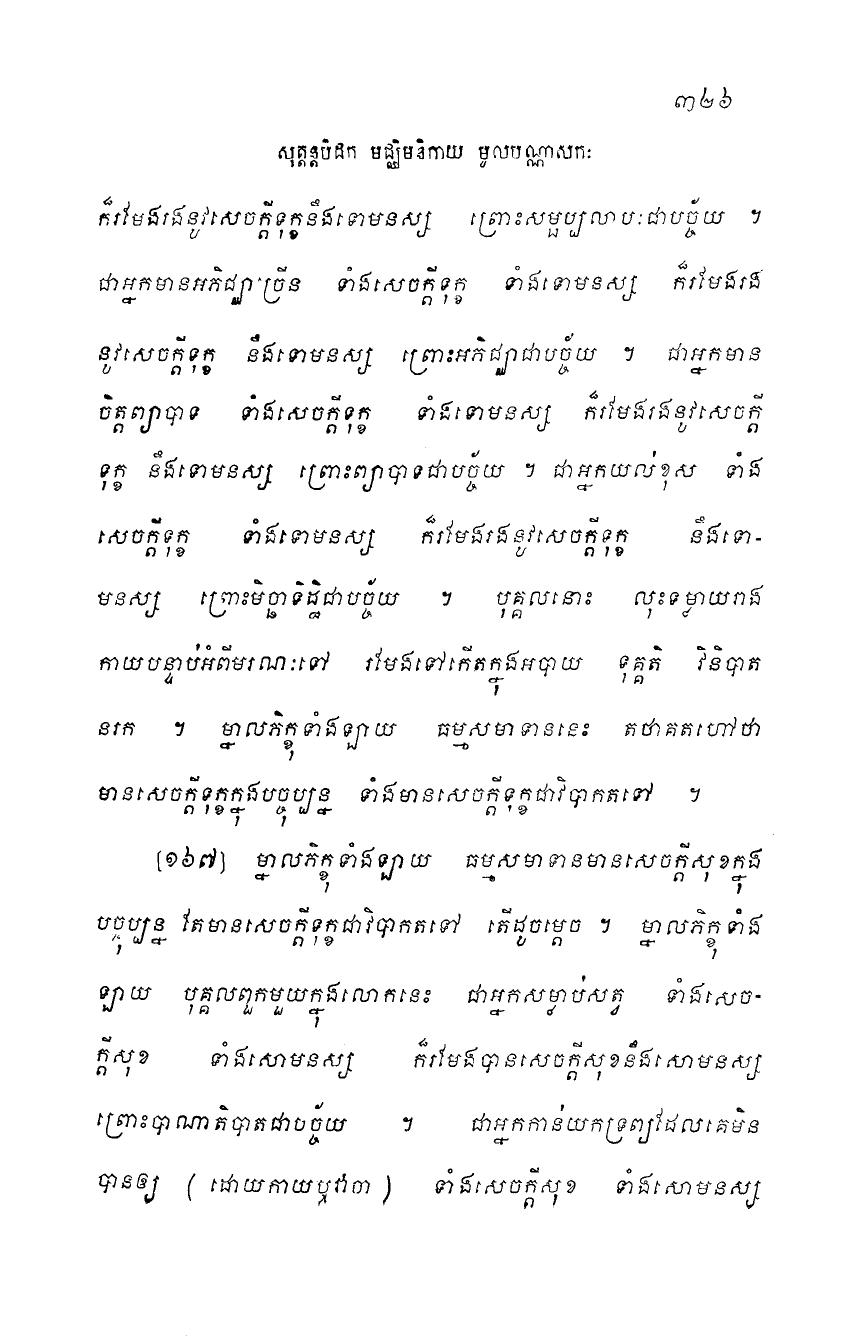 ៣២៦
សុត្តន្តបិដក មជ្ឈិមនិកាយ មូលបណ្ណាសកៈ
ក៏រមែងរងនូវសេចក្តីទុក្ខនឹងទោមនស្ស ព្រោះសម្ផប្បលាបៈជាបច្ច័យ ។
ជាអ្នកមានអភិជ្ឈាច្រើន ទាំងសេចក្តីទុក្ខ ទាំងទោមនស្ស ក៏រមែងរង
នូវសេចក្តីទុក្ខ នឹងទោមនស្ស ព្រោះអភិជ្ឈាជាបច្ច័យ ។ ជាអ្នកមាន
ចិត្តព្យាបាទ ទាំងសេចក្តីទុក្ខ ទាំងទោមនស្ស ក៏រមែងរងនូវសេចក្តី
ទុក្ខ នឹងទោមនស្ស ព្រោះព្យាបាទជាបច្ច័យ ។ ជាអ្នកយល់ខុស ទាំង
សេចក្តីទុក្ខ ទាំងទោមនស្ស ក៏រមែងរងនូវសេចក្តីទុក្ខ នឹងទោ-
មនស្ស ព្រោះមិច្ឆាទិដ្ឋិជាបច្ច័យ ។ បុគ្គលនោះ លុះទម្លាយរាង
កាយបន្ទាប់អំពីមរណៈទៅ រមែងទៅកើតក្នុងអបាយ ទុគ្គតិ វិនិបាត
នរក ។ ម្នាលភិក្ខុទាំងឡាយ ធម្មសមាទាននេះ តថាគតហៅថា
មានសេចក្តីទុក្ខក្នុងបច្ចុប្បន្ន ទាំងមានសេចក្តីទុក្ខជាវិបាកតទៅ ។
[១៦៧] ម្នាលភិក្ខុទាំងឡាយ ធម្មសមាទានមានសេចក្តីសុខក្នុង
បច្ចុប្បន្ន តែមានសេចក្តីទុក្ខជាវិបាកតទៅ តើដូចម្តេច ។ ម្នាលភិក្ខុទាំង
ឡាយ បុគ្គលពួកមួយក្នុងលោកនេះ ជាអ្នកសម្លាប់សត្វ ទាំងសេច-
ក្តីសុខ ទាំងសោមនស្ស ក៏រមែងបានសេចក្តីសុខនឹងសោមនស្ស
ព្រោះបាណាតិបាតជាបច្ច័យ ។ ជាអ្នកកាន់យកទ្រព្យដែលគេមិន
បានឲ្យ ( ដោយកាយឬវាចា ) ទាំងសេចក្តីសុខ ទាំងសោមនស្ស